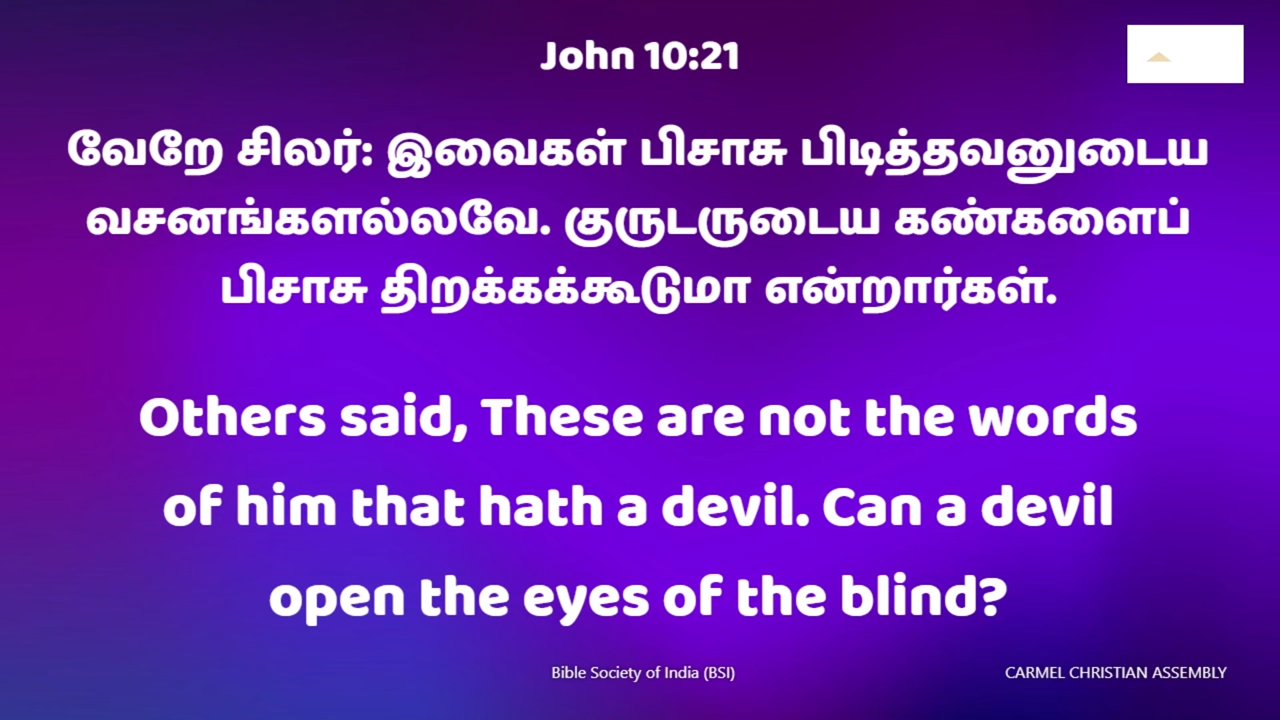 John 10:21
வேறே சிலர்: இவைகள் பிசாசு பிடித்தவனுடைய
வசனங்களல்லவே. குருடருடைய கண்களைப்
பிசாசு திறக்கக்கூடுமா என்றார்கள்.
Others said, These are not the words
of him that hath a devil. Can a devil
open the eyes of the blind?
Bible Society of India (BSI)
CARMEL CHRISTIAN ASSEMBLY